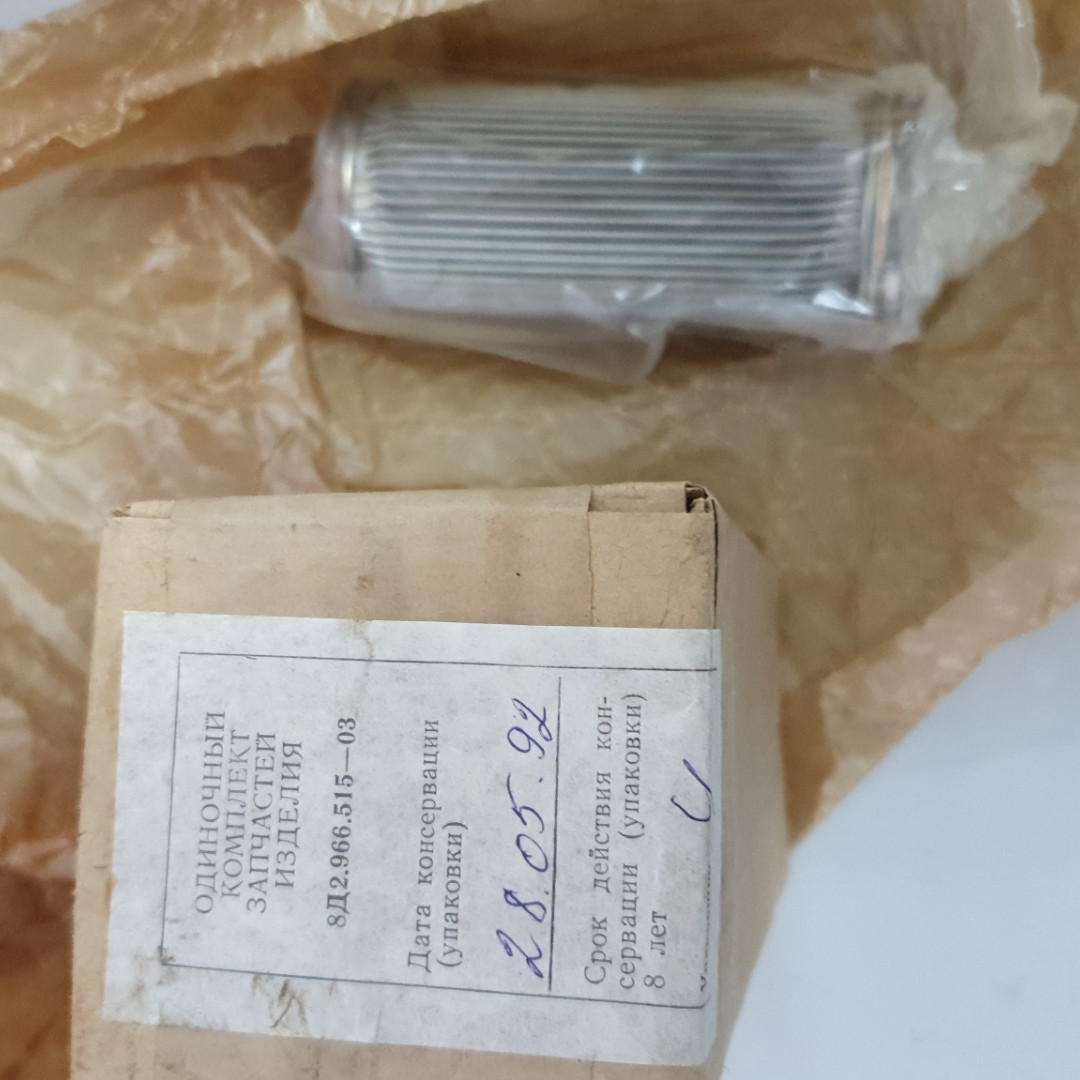 ОДИНОЧНЫЙ
КОМПЛЕКТ
ЗАПЧАСТЕЙ
ИЗДЕЛИЯ
8Д2.966.515—03
Дата консервации
(упаковки)
28.05.92
Срок действия кон-
сервации (упаковки)
8 лет